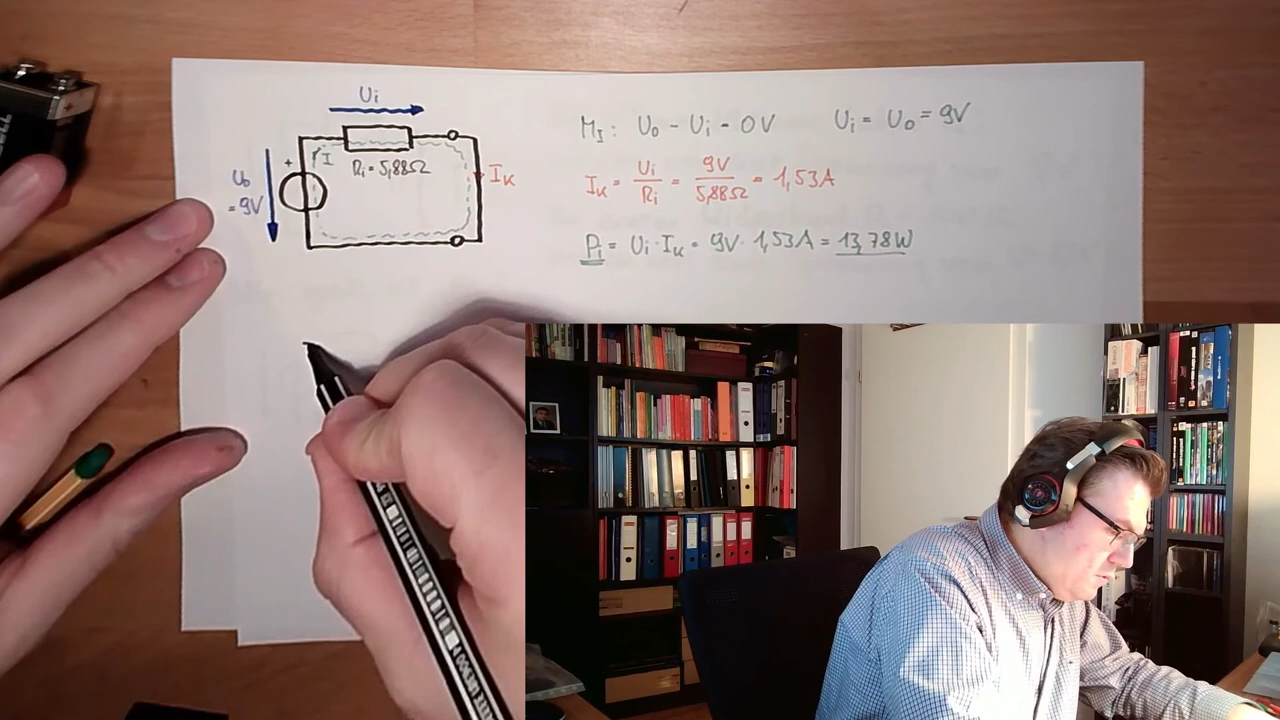 Ui
U0 = 9V
+
I
Ri = 5,88Ω
IK
MI: U0 - Ui = 0V Ui = U0 = 9V
IK = Ui/Ri = 9V/5,88Ω = 1,53A
Pi = Ui · IK = 9V · 1,53A = 13,78W